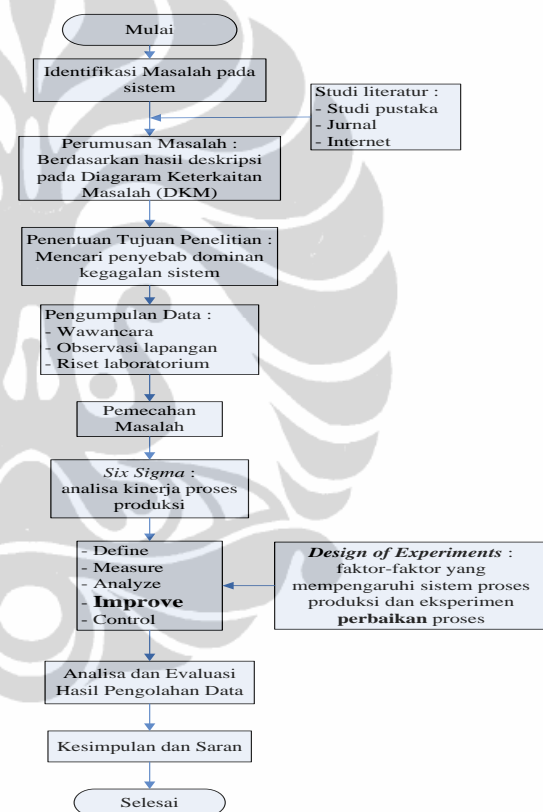 Mulai
Identifikasi Masalah pada
sistem
Studi literatur :
- Studi pustaka
- Jurnal
- Internet
Perumusan Masalah :
Berdasarkan hasil deskripsi
pada Diagaram Keterkaitan
Masalah (DKM)
Penentuan Tujuan Penelitian :
Mencari penyebab dominan
kegagalan sistem
Pengumpulan Data :
- Wawancara
- Observasi lapangan
- Riset laboratorium
Pemecahan
Masalah
Six Sigma :
analisa kinerja proses
produksi
- Define
- Measure
- Analyze
- Improve
- Control
Design of Experiments :
faktor-faktor yang
mempengaruhi sistem proses
produksi dan eksperimen
perbaikan proses
Analisa dan Evaluasi
Hasil Pengolahan Data
Kesimpulan dan Saran
Selesai